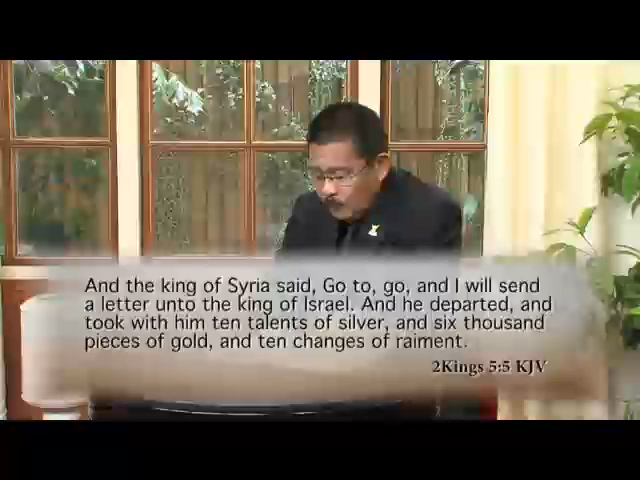 And the king of Syria said, Go to, go, and I will send
a letter unto the king of Israel. And he departed, and
took with him ten talents of silver, and six thousand
pieces of gold, and ten changes of raiment.
2Kings 5:5 KJV